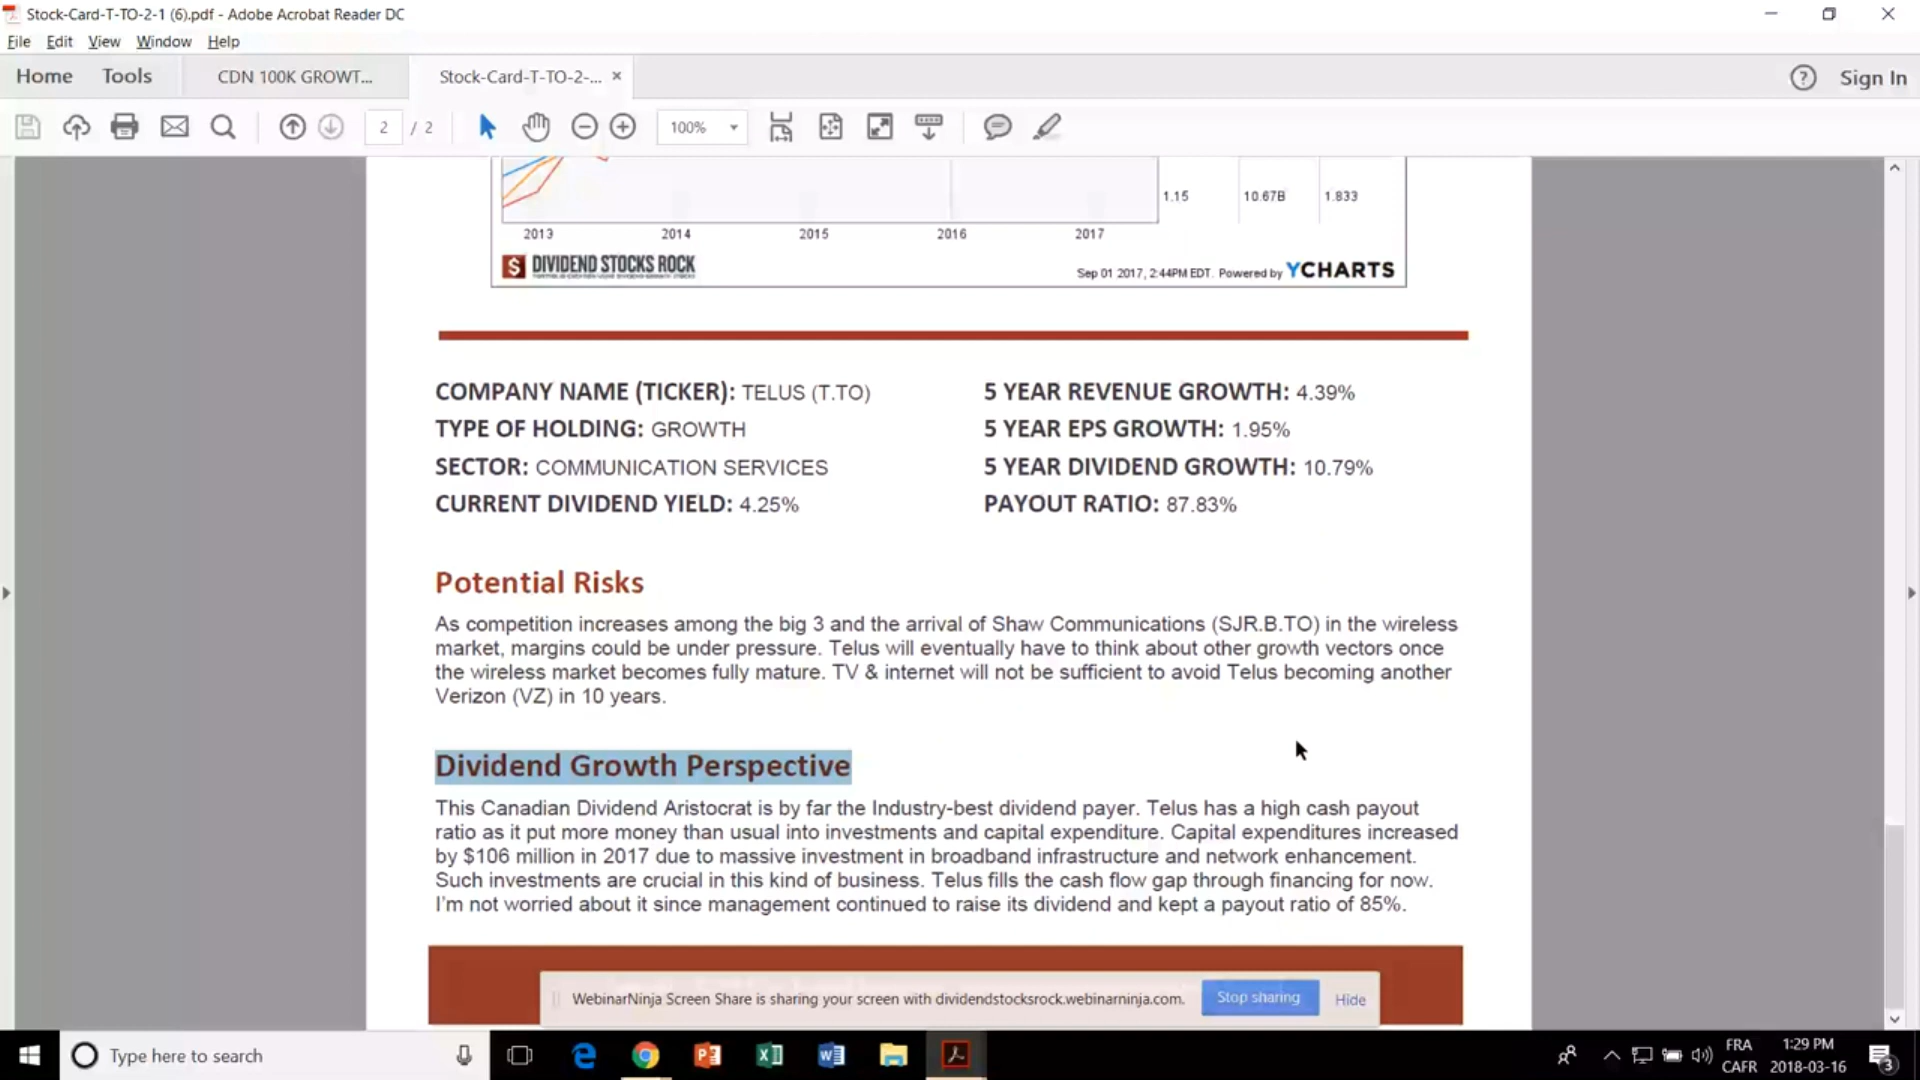 Stock-Card-T-TO-2-1 (6).pdf - Adobe Acrobat Reader DC
File Edit View Window Help
Home Tools CDN 100K GROWT... Stock-Card-T-TO-2-... × Sign In
2 / 2 100%
1.15 10.67B 1.833
2013 2014 2015 2016 2017
$ DIVIDEND STOCKS ROCK
Sep 01 2017, 2:44PM EDT. Powered by YCHARTS
COMPANY NAME (TICKER): TELUS (T.TO) 5 YEAR REVENUE GROWTH: 4.39%
TYPE OF HOLDING: GROWTH 5 YEAR EPS GROWTH: 1.95%
SECTOR: COMMUNICATION SERVICES 5 YEAR DIVIDEND GROWTH: 10.79%
CURRENT DIVIDEND YIELD: 4.25% PAYOUT RATIO: 87.83%
Potential Risks
As competition increases among the big 3 and the arrival of Shaw Communications (SJR.B.TO) in the wireless
market, margins could be under pressure. Telus will eventually have to think about other growth vectors once
the wireless market becomes fully mature. TV & internet will not be sufficient to avoid Telus becoming another
Verizon (VZ) in 10 years.
Dividend Growth Perspective
This Canadian Dividend Aristocrat is by far the Industry-best dividend payer. Telus has a high cash payout
ratio as it put more money than usual into investments and capital expenditure. Capital expenditures increased
by $106 million in 2017 due to massive investment in broadband infrastructure and network enhancement.
Such investments are crucial in this kind of business. Telus fills the cash flow gap through financing for now.
I'm not worried about it since management continued to raise its dividend and kept a payout ratio of 85%.
WebinarNinja Screen Share is sharing your screen with dividendstocksrock.webinarninja.com. Stop sharing Hide
Type here to search
FRA 1:29 PM
CAFR 2018-03-16 3